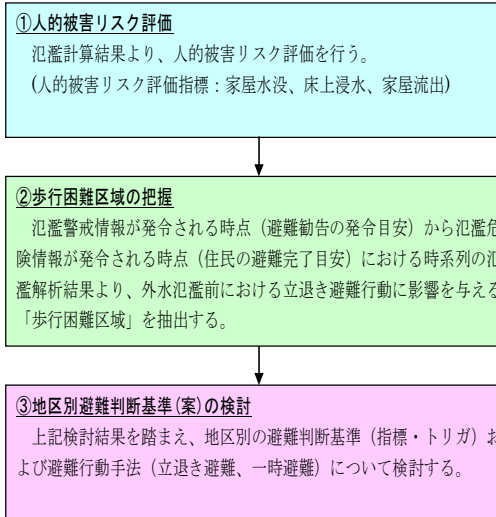 ①人的被害リスク評価
氾濫計算結果より、人的被害リスク評価を行う。
(人的被害リスク評価指標：家屋水没、床上浸水、家屋流出)
②歩行困難区域の把握
氾濫警戒情報が発令される時点（避難勧告の発令目安）から氾濫危
険情報が発令される時点（住民の避難完了目安）における時系列の氾
濫解析結果より、外水氾濫前における立退き避難行動に影響を与える
「歩行困難区域」を抽出する。
③地区別避難判断基準(案)の検討
上記検討結果を踏まえ、地区別の避難判断基準（指標・トリガ）お
よび避難行動手法（立退き避難、一時避難）について検討する。